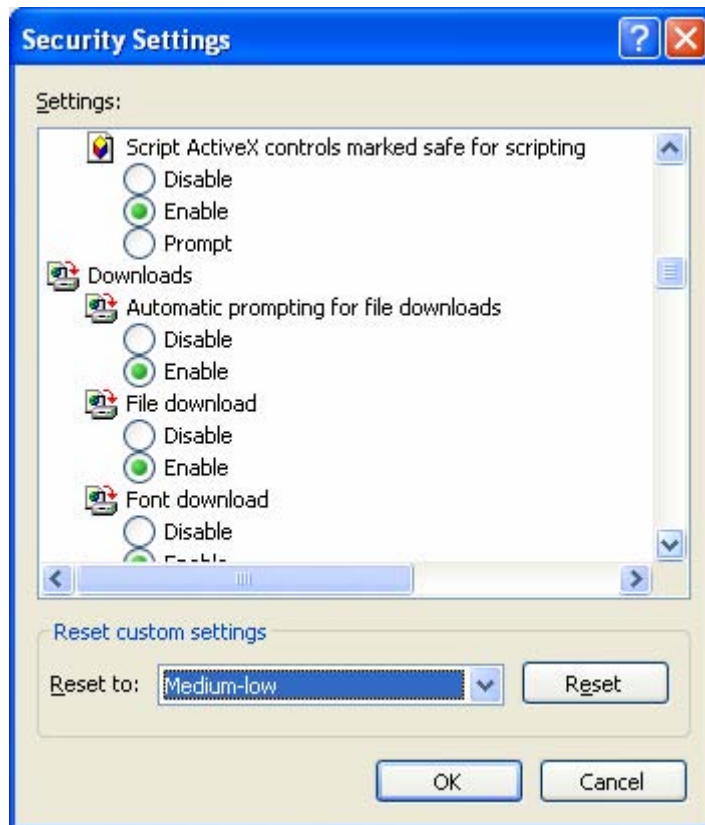 Security Settings
Settings:
Script ActiveX controls marked safe for scripting
Disable
Enable
Prompt
Downloads
Automatic prompting for file downloads
Disable
Enable
File download
Disable
Enable
Font download
Disable
Enable
Reset custom settings
Reset to: Medium-low Reset
OK Cancel